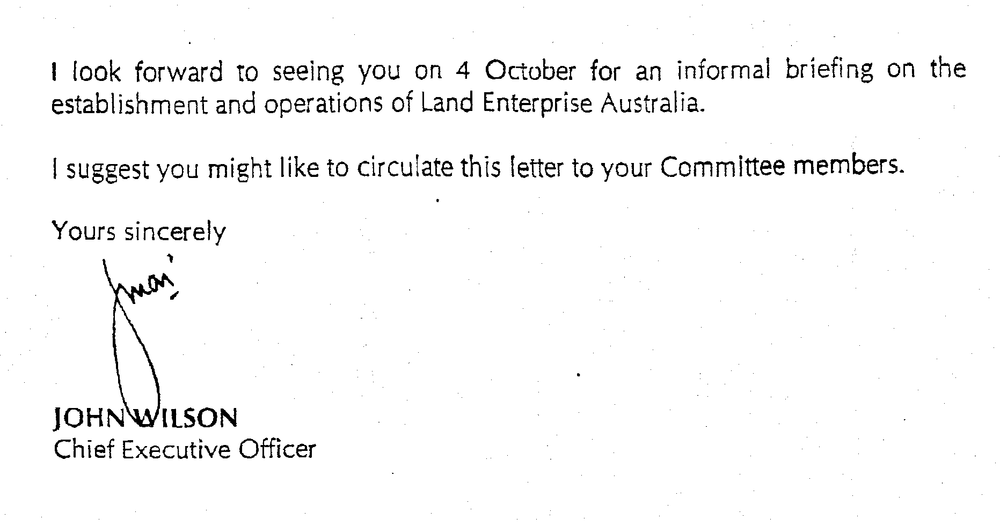 I look forward to seeing you on 4 October for an informal briefing on the
establishment and operations of Land Enterprise Australia.
I suggest you might like to circulate this letter to your Committee members.
Yours sincerely
JOHN WILSON
Chief Executive Officer